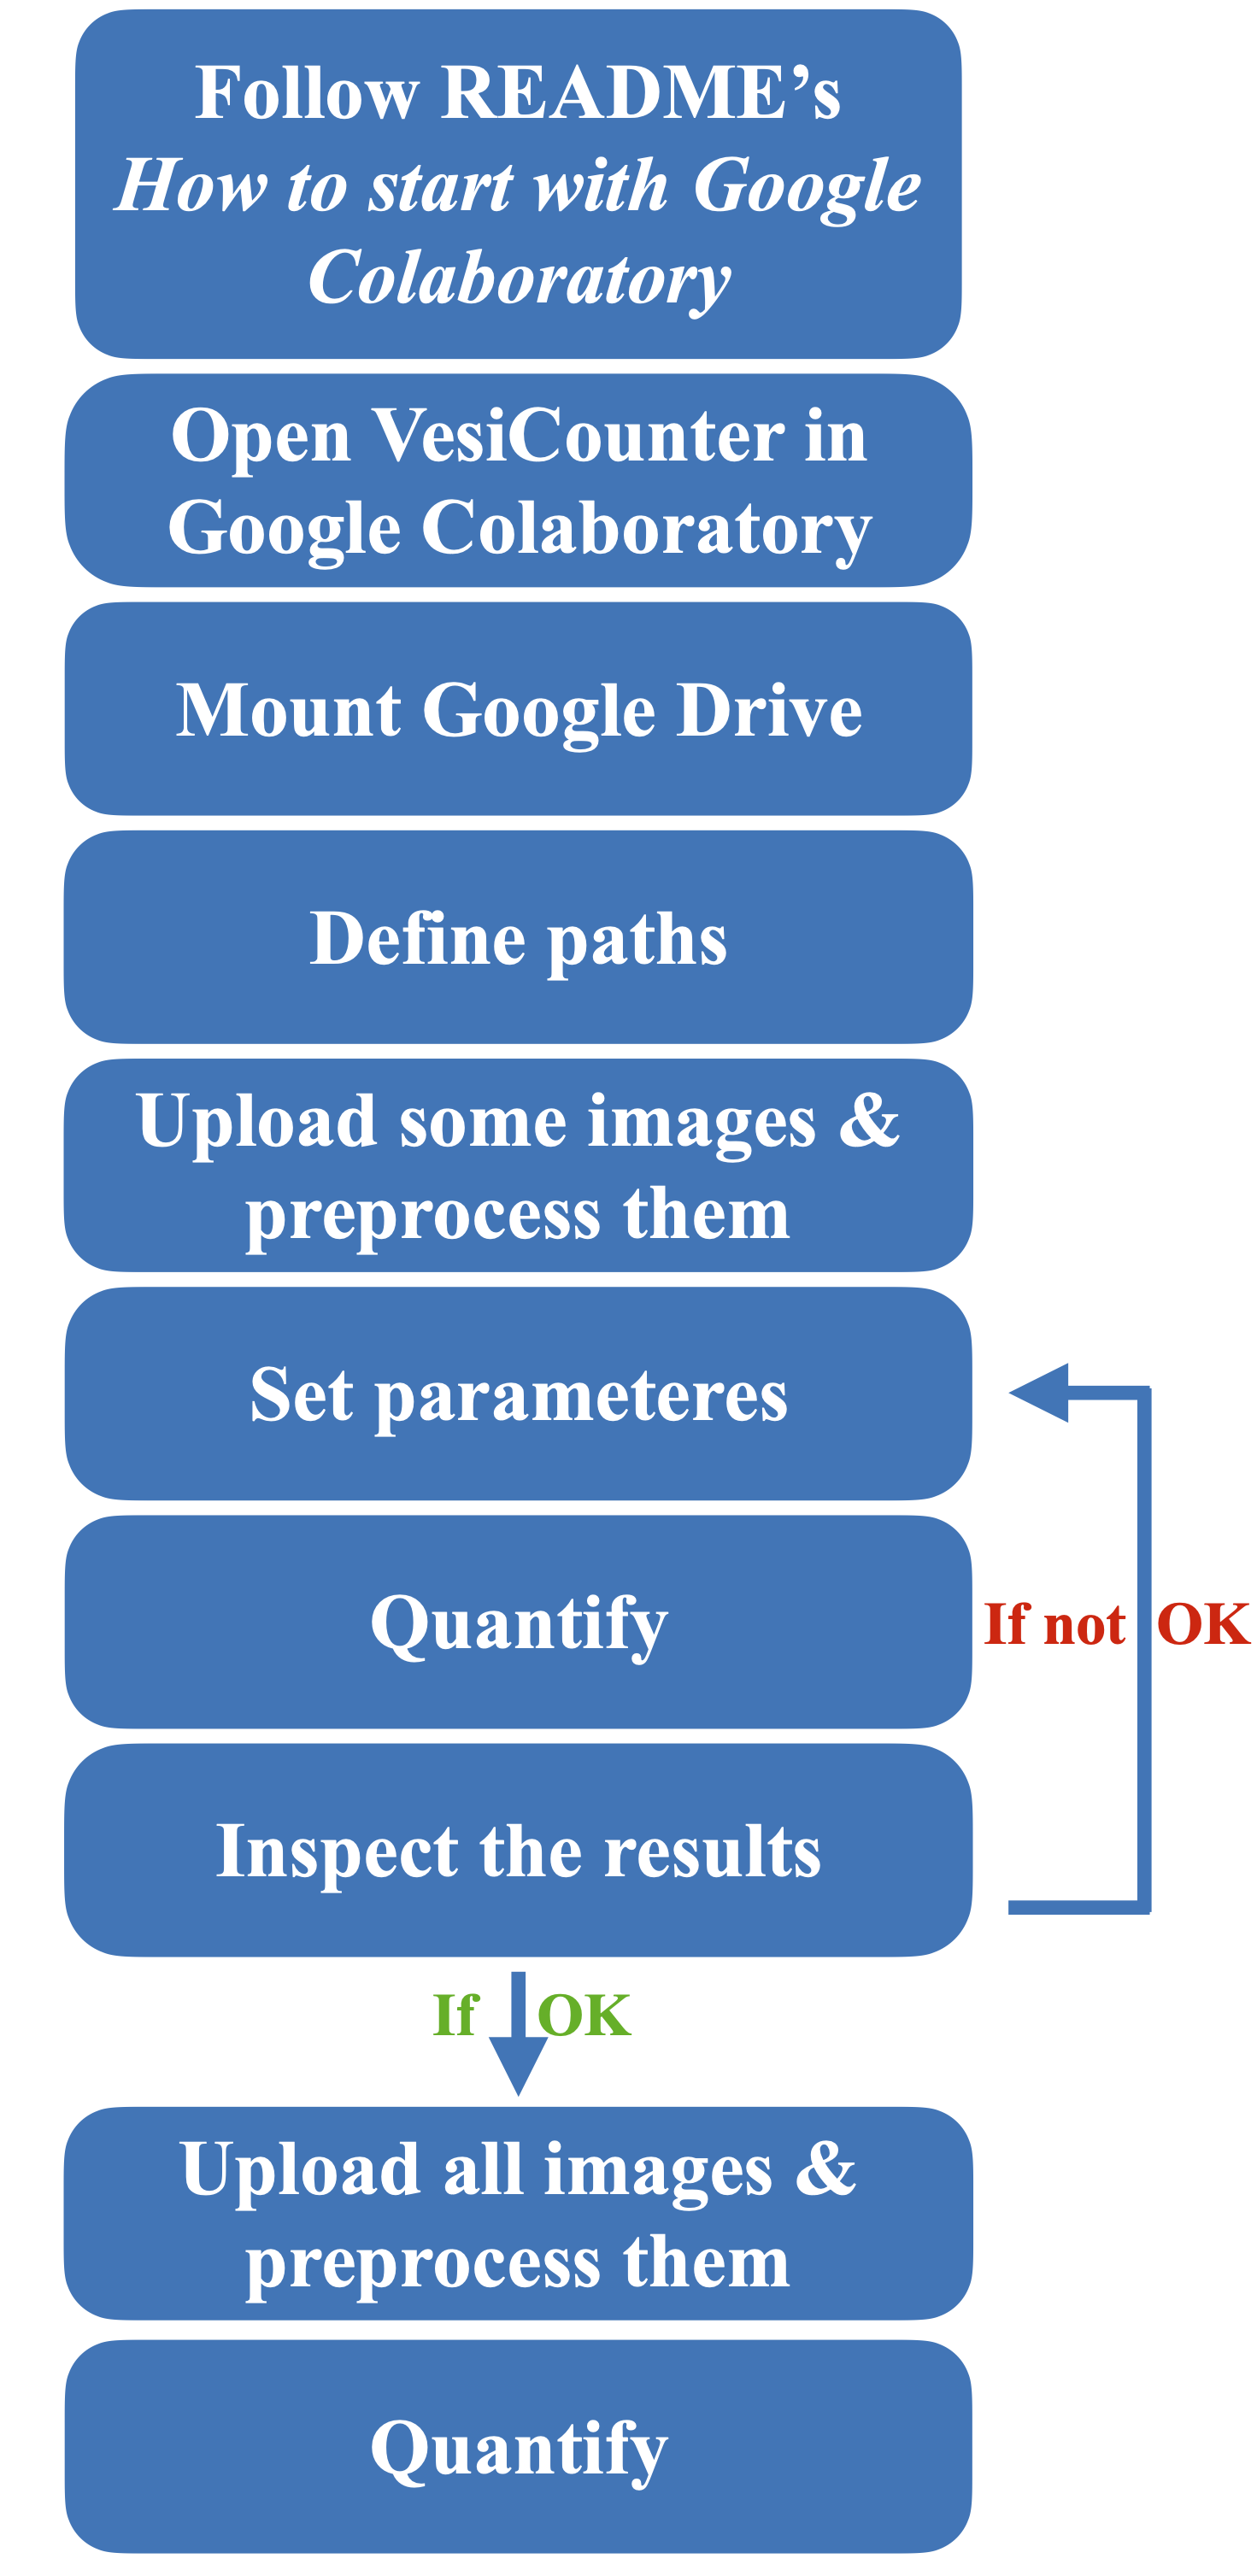 Follow README’s
How to start with Google
Colaboratory
Open VesiCounter in
Google Colaboratory
Mount Google Drive
Define paths
Upload some images &
preprocess them
Set parameteres
Quantify
If not OK
Inspect the results
If OK
Upload all images &
preprocess them
Quantify